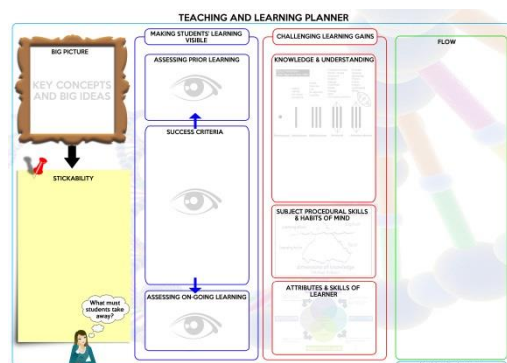 TEACHING AND LEARNING PLANNER
BIG PICTURE
KEY CONCEPTS
AND BIG IDEAS
STICKABILITY
What must
students take
away?
MAKING STUDENTS' LEARNING
VISIBLE
ASSESSING PRIOR LEARNING
SUCCESS CRITERIA
ASSESSING ON-GOING LEARNING
CHALLENGING LEARNING GAINS
KNOWLEDGE & UNDERSTANDING
SUBJECT PROCEDURAL SKILLS
& HABITS OF MIND
ATTRIBUTES & SKILLS OF
LEARNER
FLOW